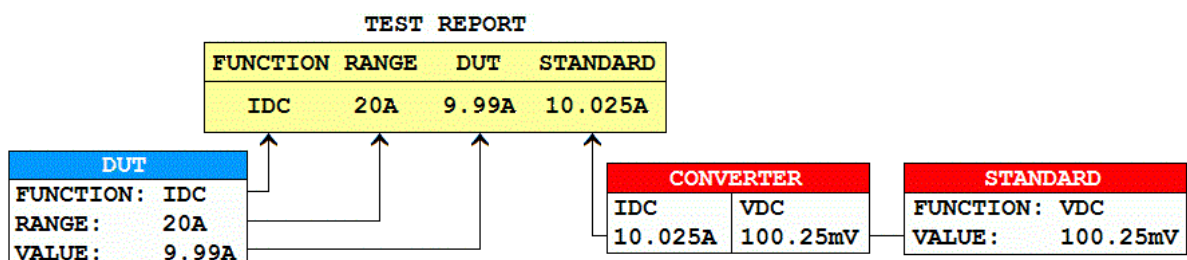 TEST REPORT
FUNCTION RANGE DUT STANDARD
IDC 20A 9.99A 10.025A
DUT
FUNCTION: IDC
RANGE: 20A
VALUE: 9.99A
CONVERTER
IDC VDC
10.025A 100.25mV
STANDARD
FUNCTION: VDC
VALUE: 100.25mV